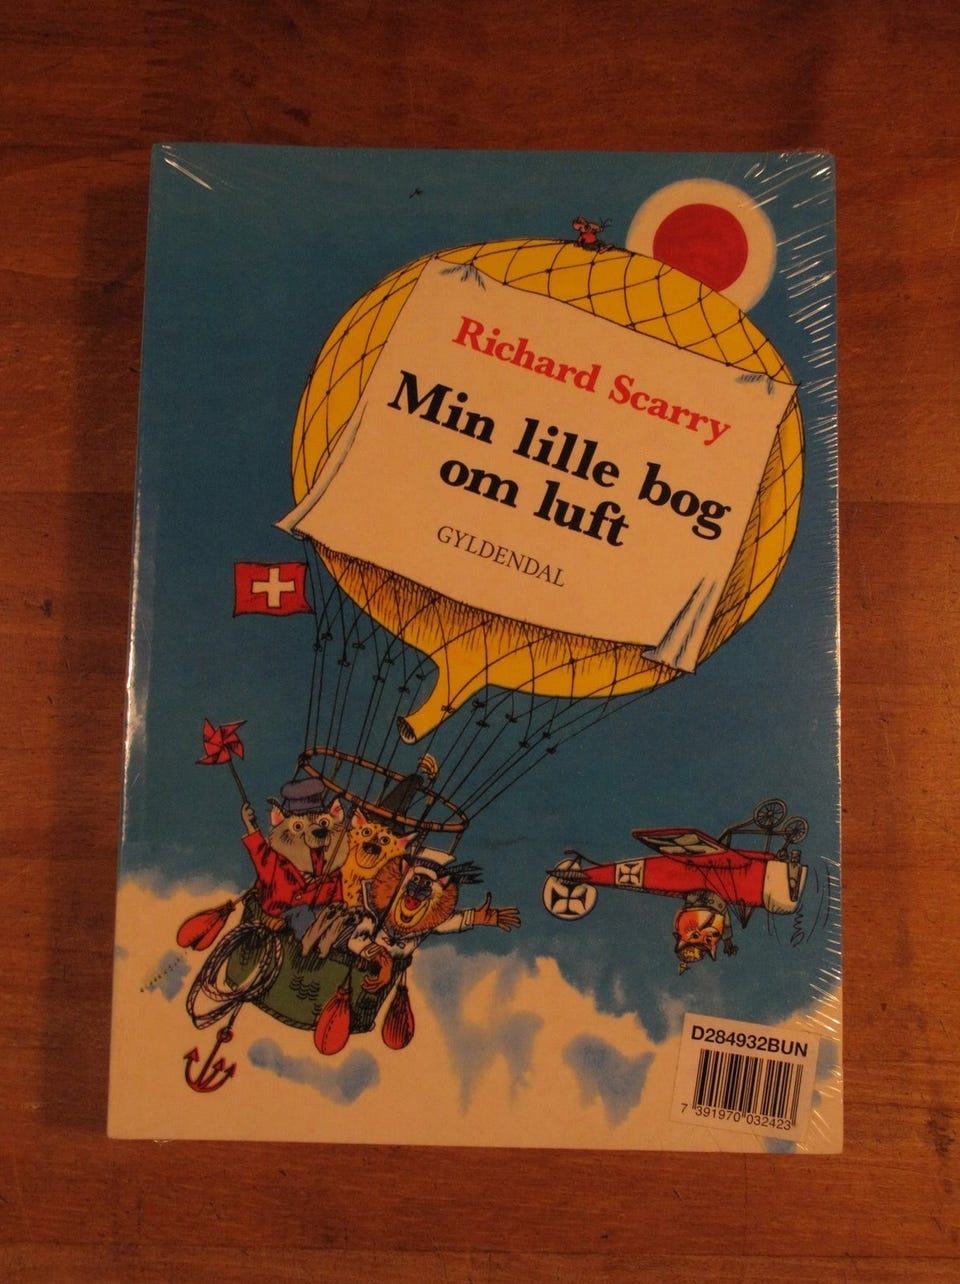 Richard Scarry
Min lille bog
om luft
GYLDENDAL
D284932BUN
7 391970 032423